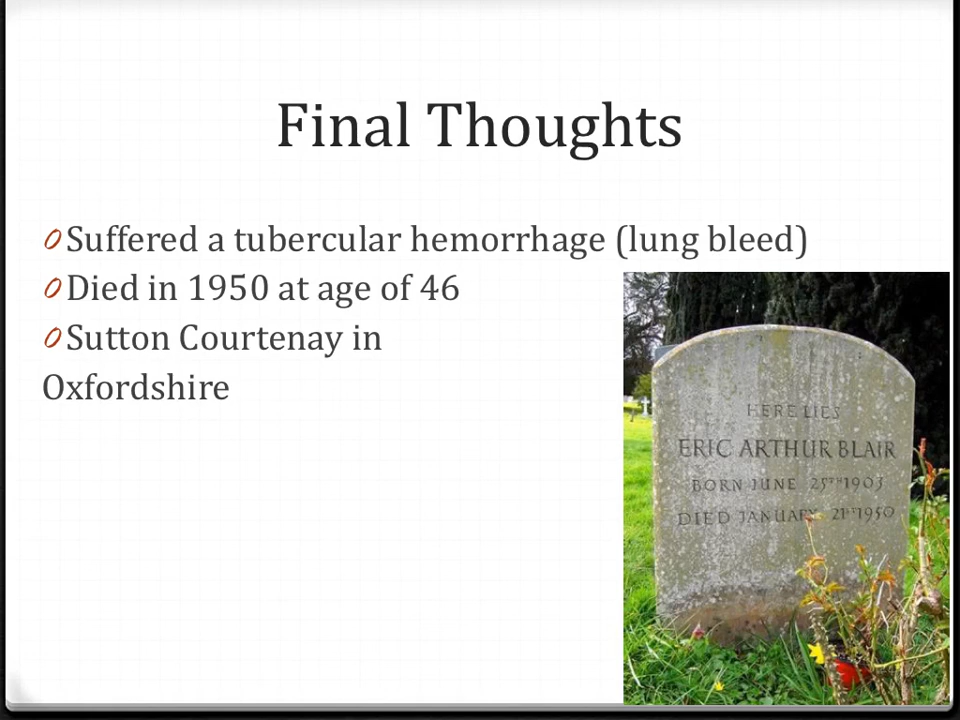 Final Thoughts
Suffered a tubercular hemorrhage (lung bleed)
Died in 1950 at age of 46
Sutton Courtenay in
Oxfordshire
HERE LIES
ERIC ARTHUR BLAIR
BORN JUNE 25TH 1903
DIED JANUARY 21ST 1950